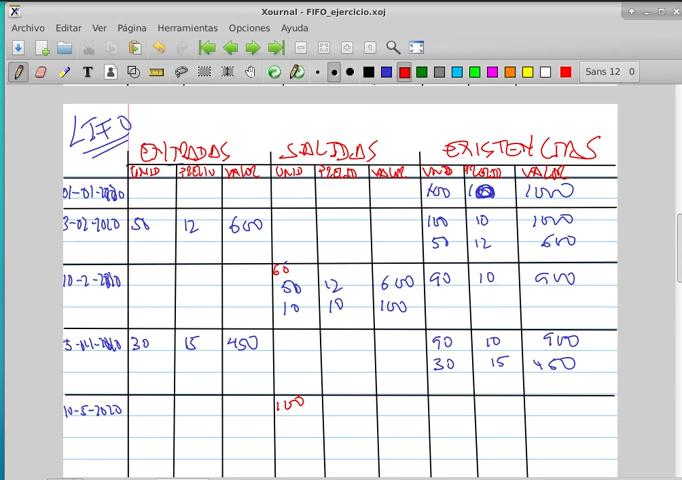 Xournal - FIFO_ejercicio.xoj
Archivo Editar Ver Página Herramientas Opciones Ayuda
Sans 12 0
LIFO
ENTRADAS SALIDAS EXISTENCIAS
UNID PRECIO VALOR UNID PRECIO VALOR UNID PRECIO VALOR
01-01-2020 100 10 1000
3-02-2020 50 12 600 100 10 1000
50 12 600
60
10-2-2020 50 12 600 90 10 900
10 10 100
30 15 450 90 10 900
30 15 450
10-5-2020 100